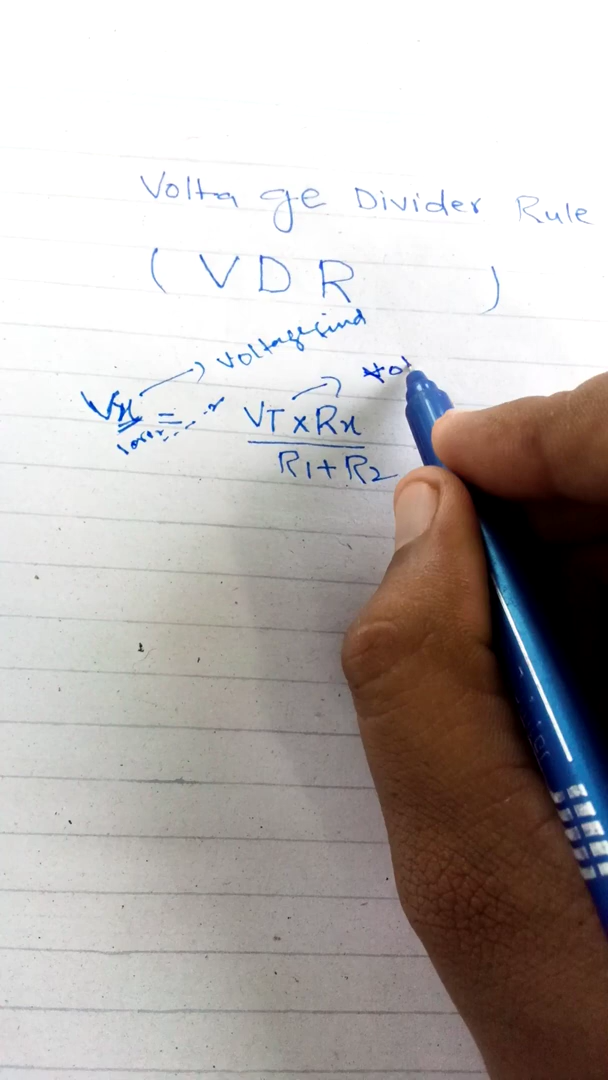 Voltage Divider Rule
( V D R )
Voltage find
Vx = VT x Rx
R1 + R2